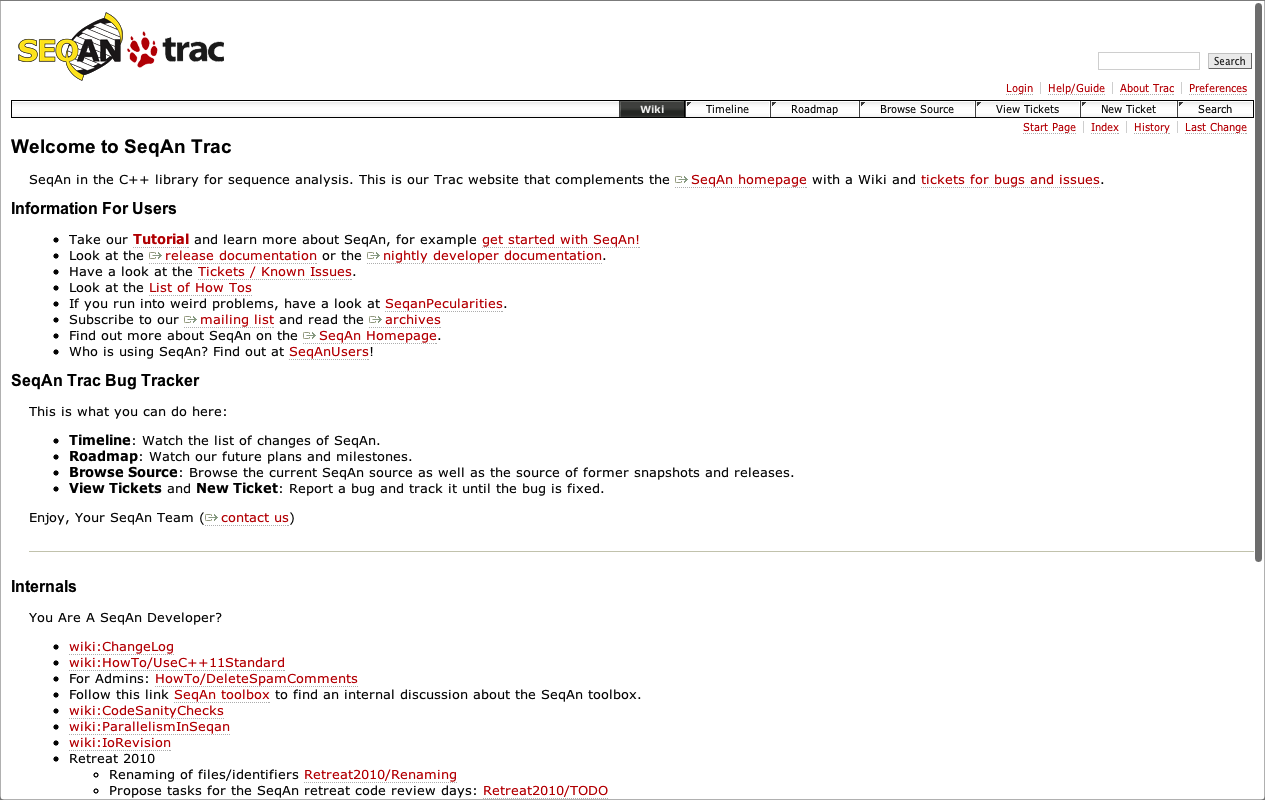 SEQAN trac
Search
Login Help/Guide About Trac Preferences
Wiki Timeline Roadmap Browse Source View Tickets New Ticket Search
Start Page Index History Last Change
Welcome to SeqAn Trac
SeqAn in the C++ library for sequence analysis. This is our Trac website that complements the SeqAn homepage with a Wiki and tickets for bugs and issues.
Information For Users
• Take our Tutorial and learn more about SeqAn, for example get started with SeqAn!
• Look at the release documentation or the nightly developer documentation.
• Have a look at the Tickets / Known Issues.
• Look at the List of How Tos
• If you run into weird problems, have a look at SeqanPecularities.
• Subscribe to our mailing list and read the archives
• Find out more about SeqAn on the SeqAn Homepage.
• Who is using SeqAn? Find out at SeqAnUsers!
SeqAn Trac Bug Tracker
This is what you can do here:
• Timeline: Watch the list of changes of SeqAn.
• Roadmap: Watch our future plans and milestones.
• Browse Source: Browse the current SeqAn source as well as the source of former snapshots and releases.
• View Tickets and New Ticket: Report a bug and track it until the bug is fixed.
Enjoy, Your SeqAn Team (contact us)
Internals
You Are A SeqAn Developer?
• wiki:ChangeLog
• wiki:HowTo/UseC++11Standard
• For Admins: HowTo/DeleteSpamComments
• Follow this link SeqAn toolbox to find an internal discussion about the SeqAn toolbox.
• wiki:CodeSanityChecks
• wiki:ParallelismInSeqan
• wiki:IoRevision
• Retreat 2010
◦ Renaming of files/identifiers Retreat2010/Renaming
◦ Propose tasks for the SeqAn retreat code review days: Retreat2010/TODO